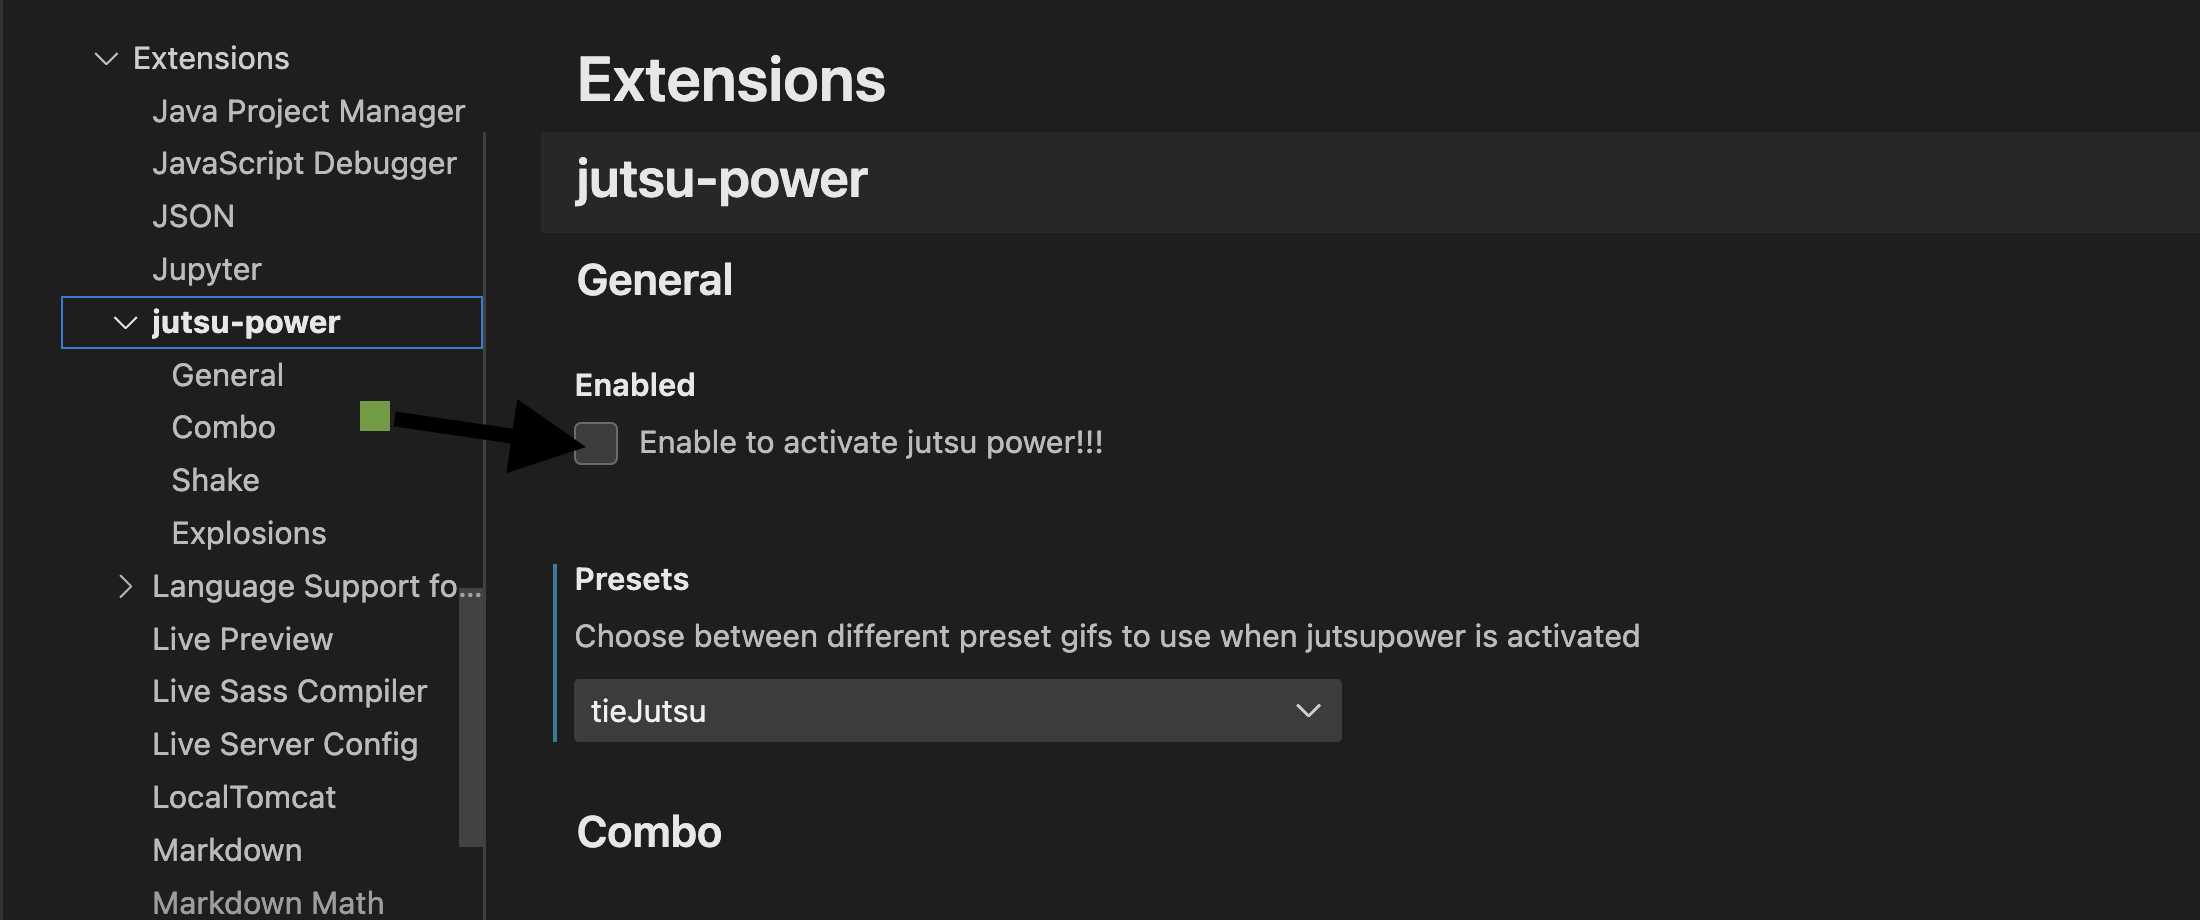 Extensions
Java Project Manager
JavaScript Debugger
JSON
Jupyter
jutsu-power
General
Combo
Shake
Explosions
Language Support fo...
Live Preview
Live Sass Compiler
Live Server Config
LocalTomcat
Markdown
Markdown Math
Extensions
jutsu-power
General
Enabled
Enable to activate jutsu power!!!
Presets
Choose between different preset gifs to use when jutsupower is activated
tieJutsu
Combo